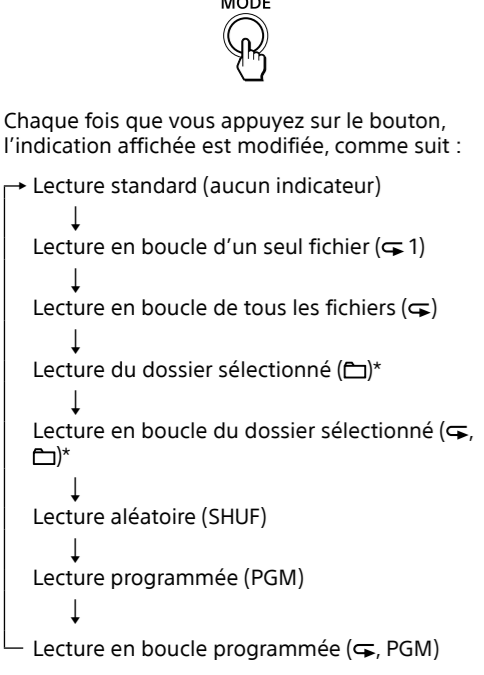 MODE
Chaque fois que vous appuyez sur le bouton,
l'indication affichée est modifiée, comme suit :
Lecture standard (aucun indicateur)
Lecture en boucle d'un seul fichier (1)
Lecture en boucle de tous les fichiers ()
Lecture du dossier sélectionné ()*
Lecture en boucle du dossier sélectionné (,
)*
Lecture aléatoire (SHUF)
Lecture programmée (PGM)
Lecture en boucle programmée (, PGM)